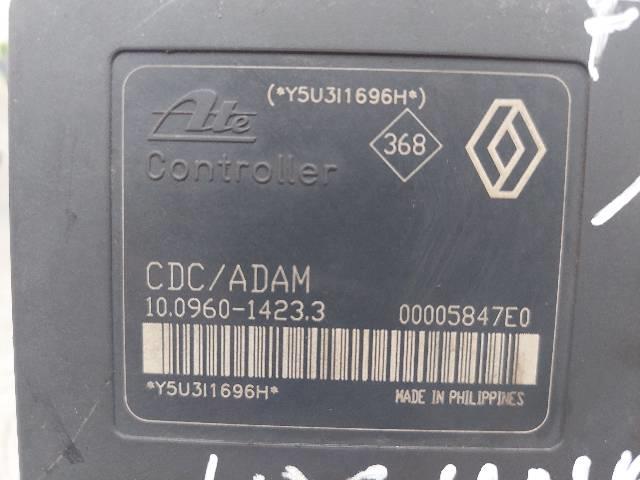 (*Y5U3I1696H*)
Ate
368
Controller
CDC/ADAM
10.0960-1423.3 00005847E0
*Y5U3I1696H* MADE IN PHILIPPINES